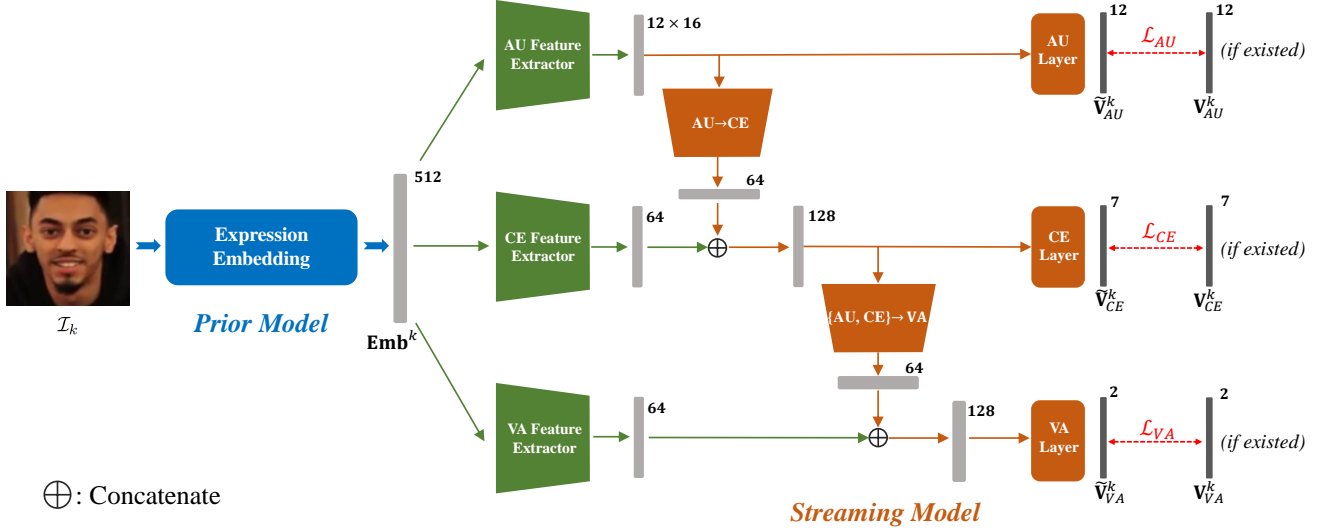 AU Feature
Extractor
12 × 16
AU
Layer
12
ℒ_AU
12
(if existed)
Ṽ^k_AU
V^k_AU
AU→CE
64
512
Expression
Embedding
Prior Model
ℐ_k
Emb^k
CE Feature
Extractor
64
128
CE
Layer
7
ℒ_CE
7
(if existed)
Ṽ^k_CE
V^k_CE
{AU, CE}→VA
64
VA Feature
Extractor
64
128
VA
Layer
2
ℒ_VA
2
(if existed)
Ṽ^k_VA
V^k_VA
⊕: Concatenate
Streaming Model